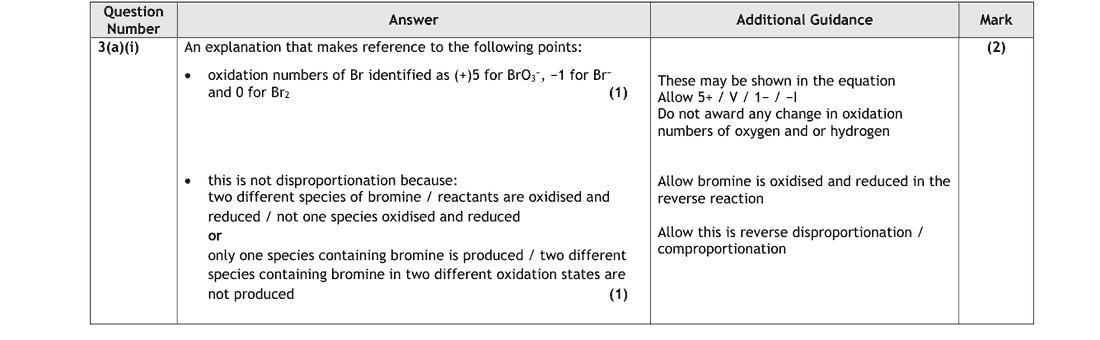 Question Number
Answer
Additional Guidance
Mark
3(a)(i)
An explanation that makes reference to the following points:
(2)
• oxidation numbers of Br identified as (+)5 for BrO₃⁻, −1 for Br⁻
and 0 for Br₂ (1)
These may be shown in the equation
Allow 5+ / V / 1− / −I
Do not award any change in oxidation
numbers of oxygen and or hydrogen
• this is not disproportionation because:
two different species of bromine / reactants are oxidised and
reduced / not one species oxidised and reduced
or
only one species containing bromine is produced / two different
species containing bromine in two different oxidation states are
not produced (1)
Allow bromine is oxidised and reduced in the
reverse reaction
Allow this is reverse disproportionation /
comproportionation